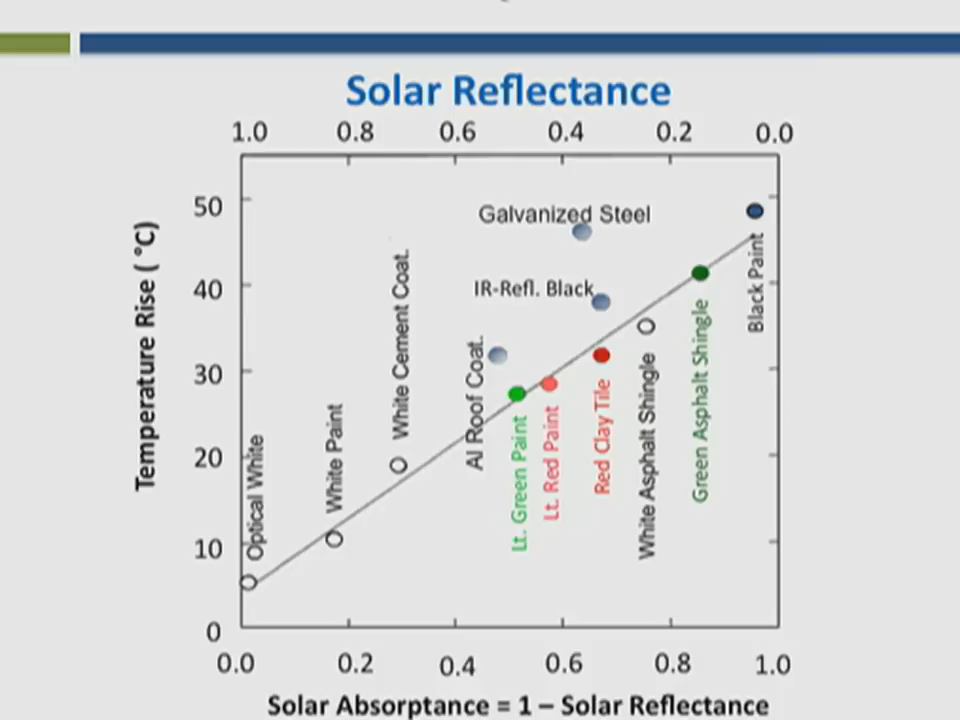 Solar Reflectance
1.0 0.8 0.6 0.4 0.2 0.0
Temperature Rise ( °C)
50
40
30
20
10
0
Galvanized Steel
IR-Refl. Black
Optical White
White Paint
White Cement Coat.
Al Roof Coat.
Lt. Green Paint
Lt. Red Paint
Red Clay Tile
White Asphalt Shingle
Green Asphalt Shingle
Black Paint
0.0 0.2 0.4 0.6 0.8 1.0
Solar Absorptance = 1 – Solar Reflectance